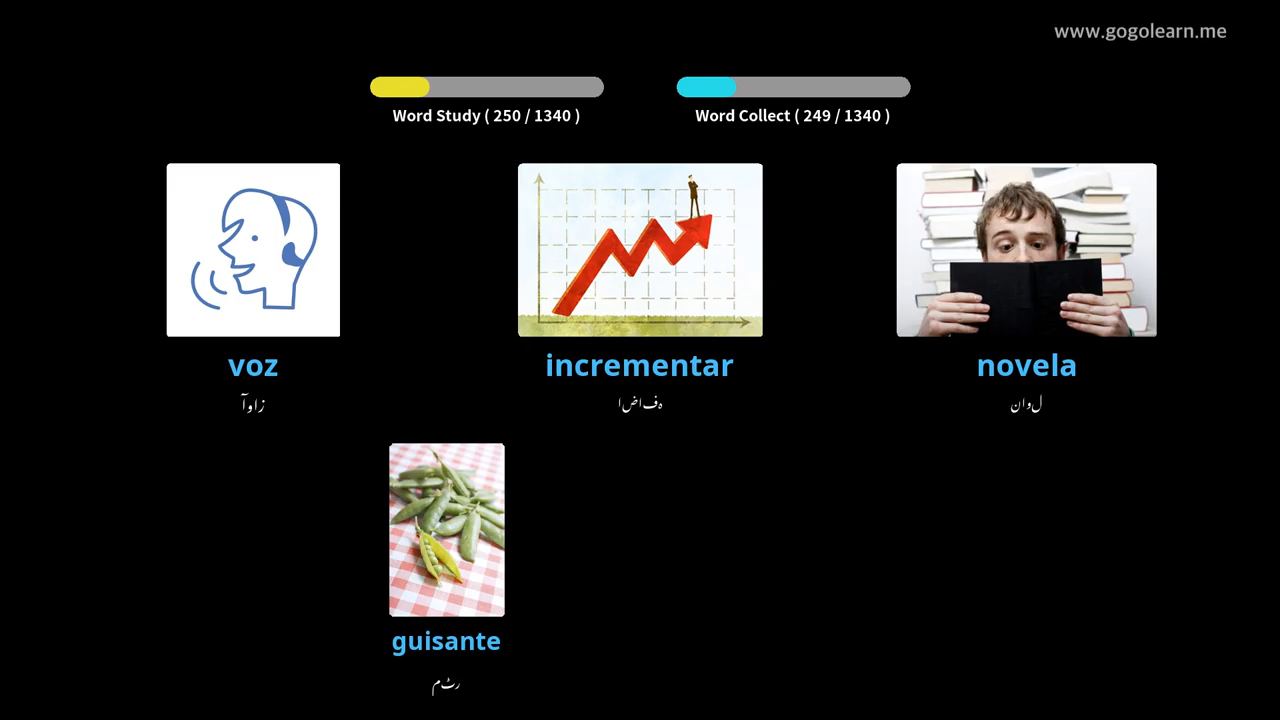 www.gogolearn.me
Word Study ( 250 / 1340 )
Word Collect ( 249 / 1340 )
voz
incrementar
novela
آواز
اضافہ
ناول
guisante
مٹر